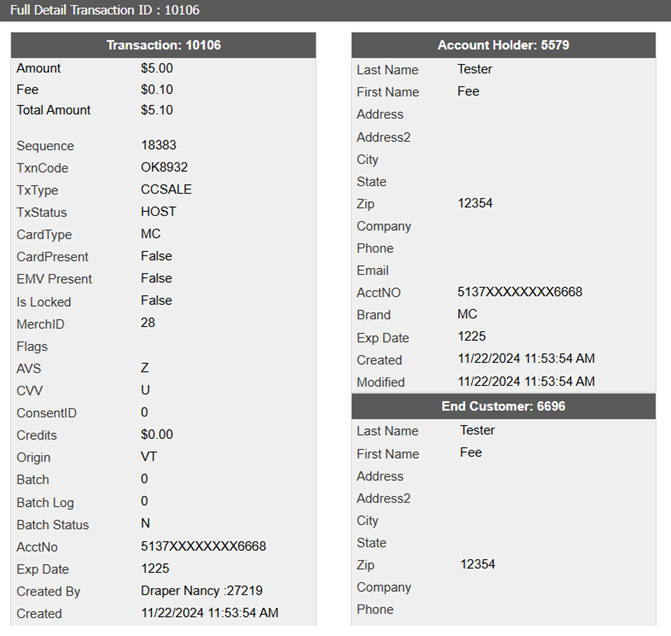 Full Detail Transaction ID : 10106
Transaction: 10106
Amount $5.00
Fee $0.10
Total Amount $5.10
Sequence 18383
TxnCode OK8932
TxType CCSALE
TxStatus HOST
CardType MC
CardPresent False
EMV Present False
Is Locked False
MerchID 28
Flags
AVS Z
CVV U
ConsentID 0
Credits $0.00
Origin VT
Batch 0
Batch Log 0
Batch Status N
AcctNo 5137XXXXXXXX6668
Exp Date 1225
Created By Draper Nancy :27219
Created 11/22/2024 11:53:54 AM
Account Holder: 5579
Last Name Tester
First Name Fee
Address
Address2
City
State
Zip 12354
Company
Phone
Email
AcctNO 5137XXXXXXXX6668
Brand MC
Exp Date 1225
Created 11/22/2024 11:53:54 AM
Modified 11/22/2024 11:53:54 AM
End Customer: 6696
Last Name Tester
First Name Fee
Address
Address2
City
State
Zip 12354
Company
Phone